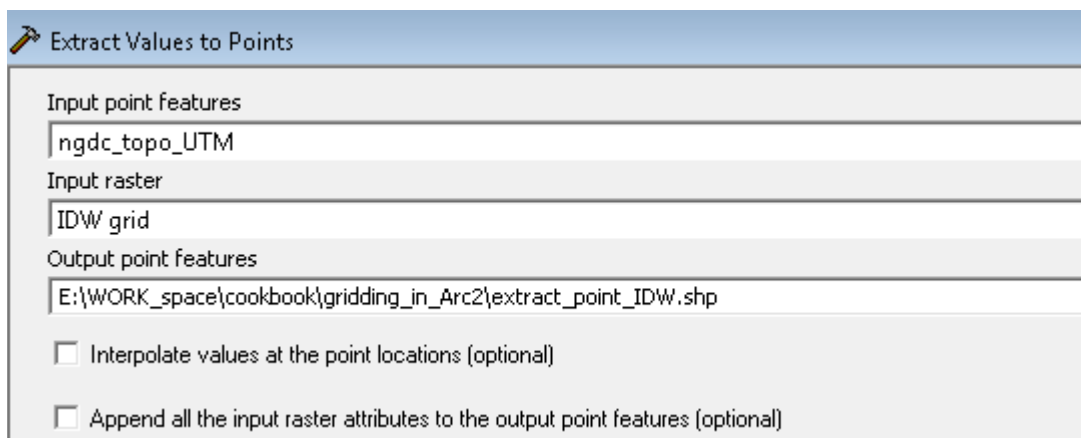 Extract Values to Points
Input point features
ngdc_topo_UTM
Input raster
IDW grid
Output point features
E:\WORK_space\cookbook\gridding_in_Arc2\extract_point_IDW.shp
Interpolate values at the point locations (optional)
Append all the input raster attributes to the output point features (optional)